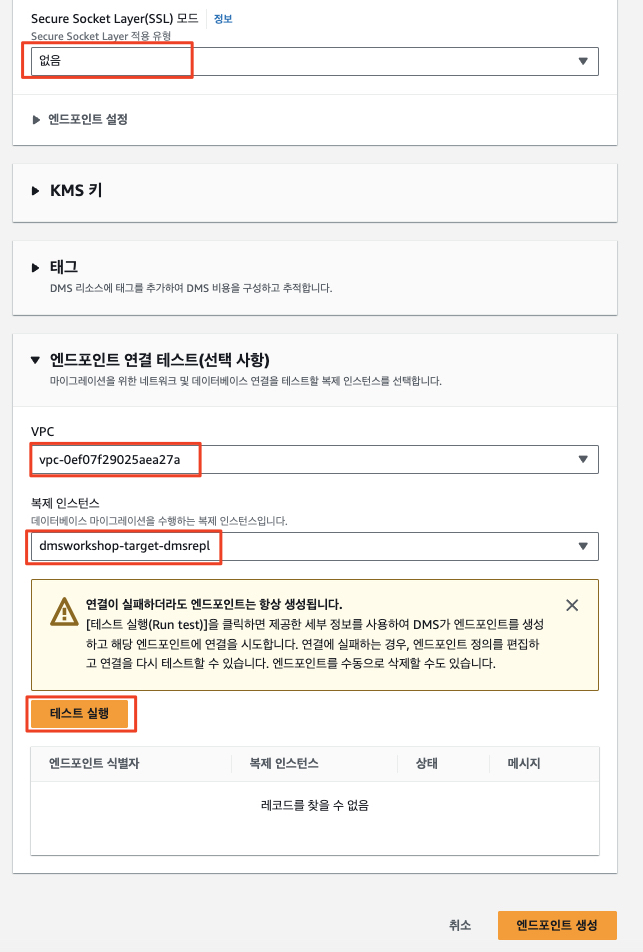 Secure Socket Layer(SSL) 모드 정보
Secure Socket Layer 적용 유형
없음
엔드포인트 설정
KMS 키
태그
DMS 리소스에 태그를 추가하여 DMS 비용을 구성하고 추적합니다.
엔드포인트 연결 테스트(선택 사항)
마이그레이션을 위한 네트워크 및 데이터베이스 연결을 테스트할 복제 인스턴스를 선택합니다.
VPC
vpc-0ef07f29025aea27a
복제 인스턴스
데이터베이스 마이그레이션을 수행하는 복제 인스턴스입니다.
dmsworkshop-target-dmsrepl
연결이 실패하더라도 엔드포인트는 항상 생성됩니다.
[테스트 실행(Run test)]을 클릭하면 제공한 세부 정보를 사용하여 DMS가 엔드포인트를 생성
하고 해당 엔드포인트에 연결을 시도합니다. 연결에 실패하는 경우, 엔드포인트 정의를 편집하
고 연결을 다시 테스트할 수 있습니다. 엔드포인트를 수동으로 삭제할 수도 있습니다.
테스트 실행
엔드포인트 식별자 복제 인스턴스 상태 메시지
레코드를 찾을 수 없음
취소 엔드포인트 생성